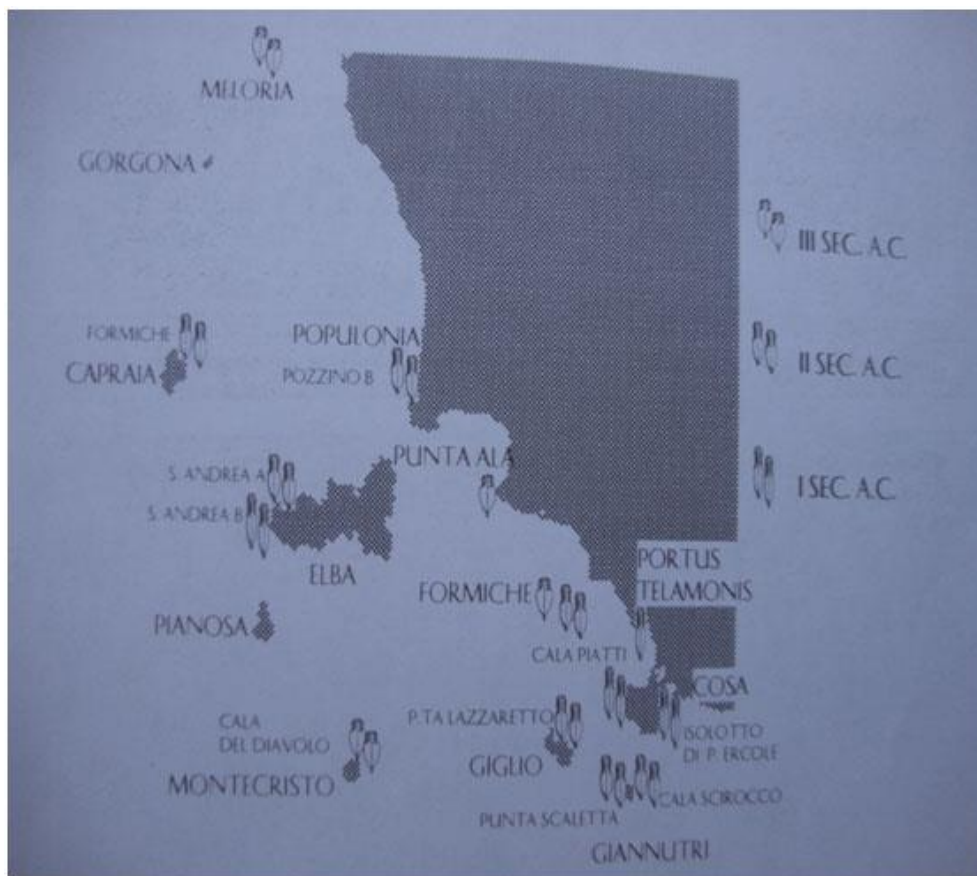 MELORIA
GORGONA
III SEC. A.C.
FORMICHE
CAPRAIA
POPULONIA
POZZINO B
II SEC. A.C.
PUNTA ALA
S. ANDREA A
S. ANDREA B
I SEC. A.C.
ELBA
PORTUS
TELAMONIS
FORMICHE
PIANOSA
CALA PIATTI
COSA
P.TA LAZZARETTO
CALA
DEL DIAVOLO
ISOLOTTO
DI P. ERCOLE
GIGLIO
MONTECRISTO
CALA SCIROCCO
PUNTA SCALETTA
GIANNUTRI